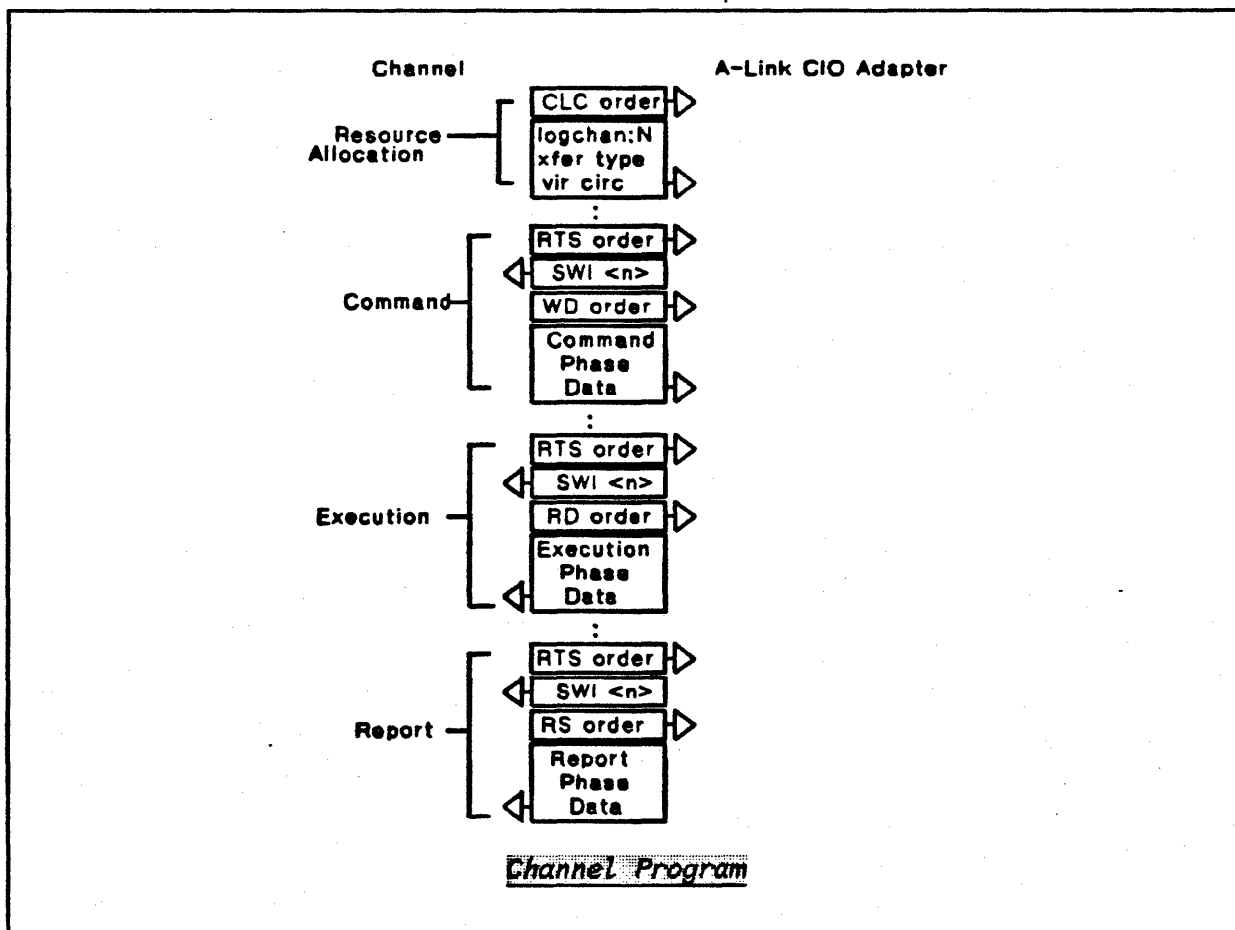 Channel
A-Link CIO Adapter
CLC order
Resource
Allocation
logchan;N
xfer type
vir circ
RTS order
SWI <n>
Command
WD order
Command
Phase
Data
RTS order
SWI <n>
Execution
RD order
Execution
Phase
Data
RTS order
SWI <n>
Report
RS order
Report
Phase
Data
Channel Program